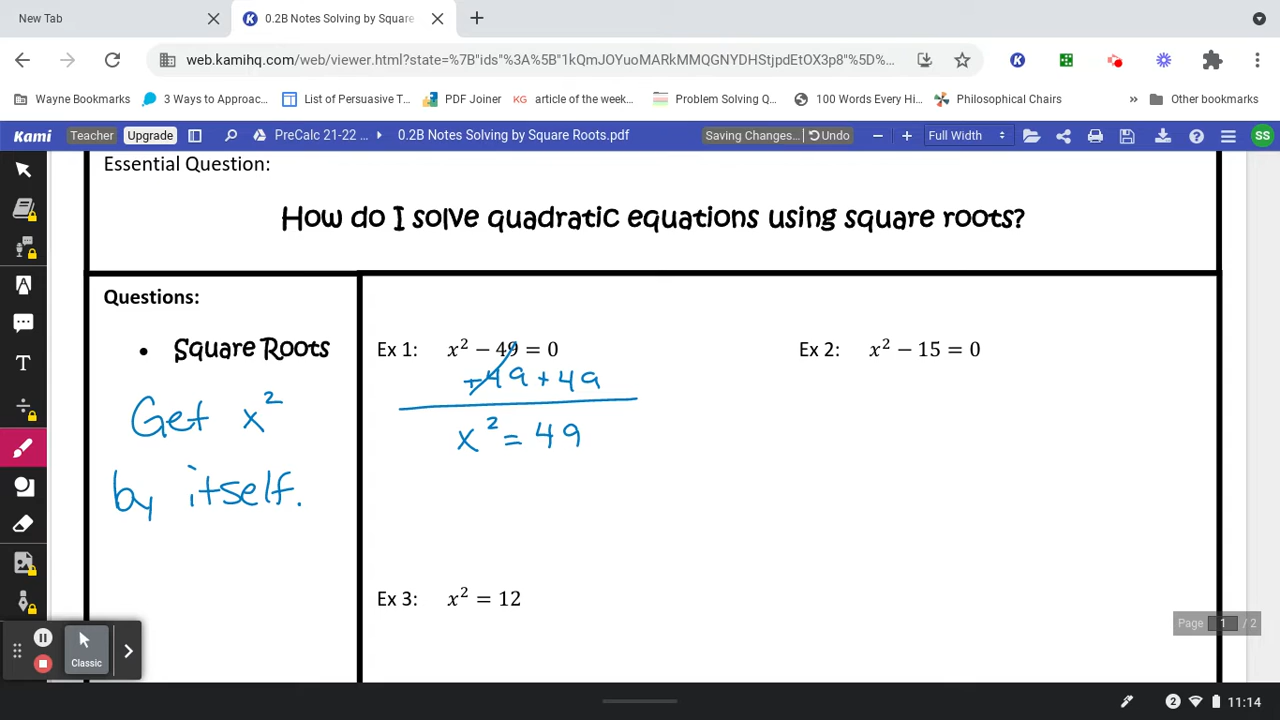 New Tab
0.2B Notes Solving by Square
web.kamihq.com/web/viewer.html?state=%7B"ids"%3A%5B"1kQmJOYuoMARkMMQGNYDHStjpdEtOX3p8"%5D%...
Wayne Bookmarks
3 Ways to Approac...
List of Persuasive T...
PDF Joiner
KG article of the week...
Problem Solving Q...
100 Words Every Hi...
Philosophical Chairs
»
Other bookmarks
Kami
Teacher
Upgrade
PreCalc 21-22 ...
0.2B Notes Solving by Square Roots.pdf
Saving Changes...
Undo
Full Width
SS
Essential Question:
How do I solve quadratic equations using square roots?
Questions:
• Square Roots
Get x²
by itself.
Ex 1: x² − 49 = 0
+49 +49
x² = 49
Ex 2: x² − 15 = 0
Ex 3: x² = 12
Page 1 / 2
Classic
2
11:14